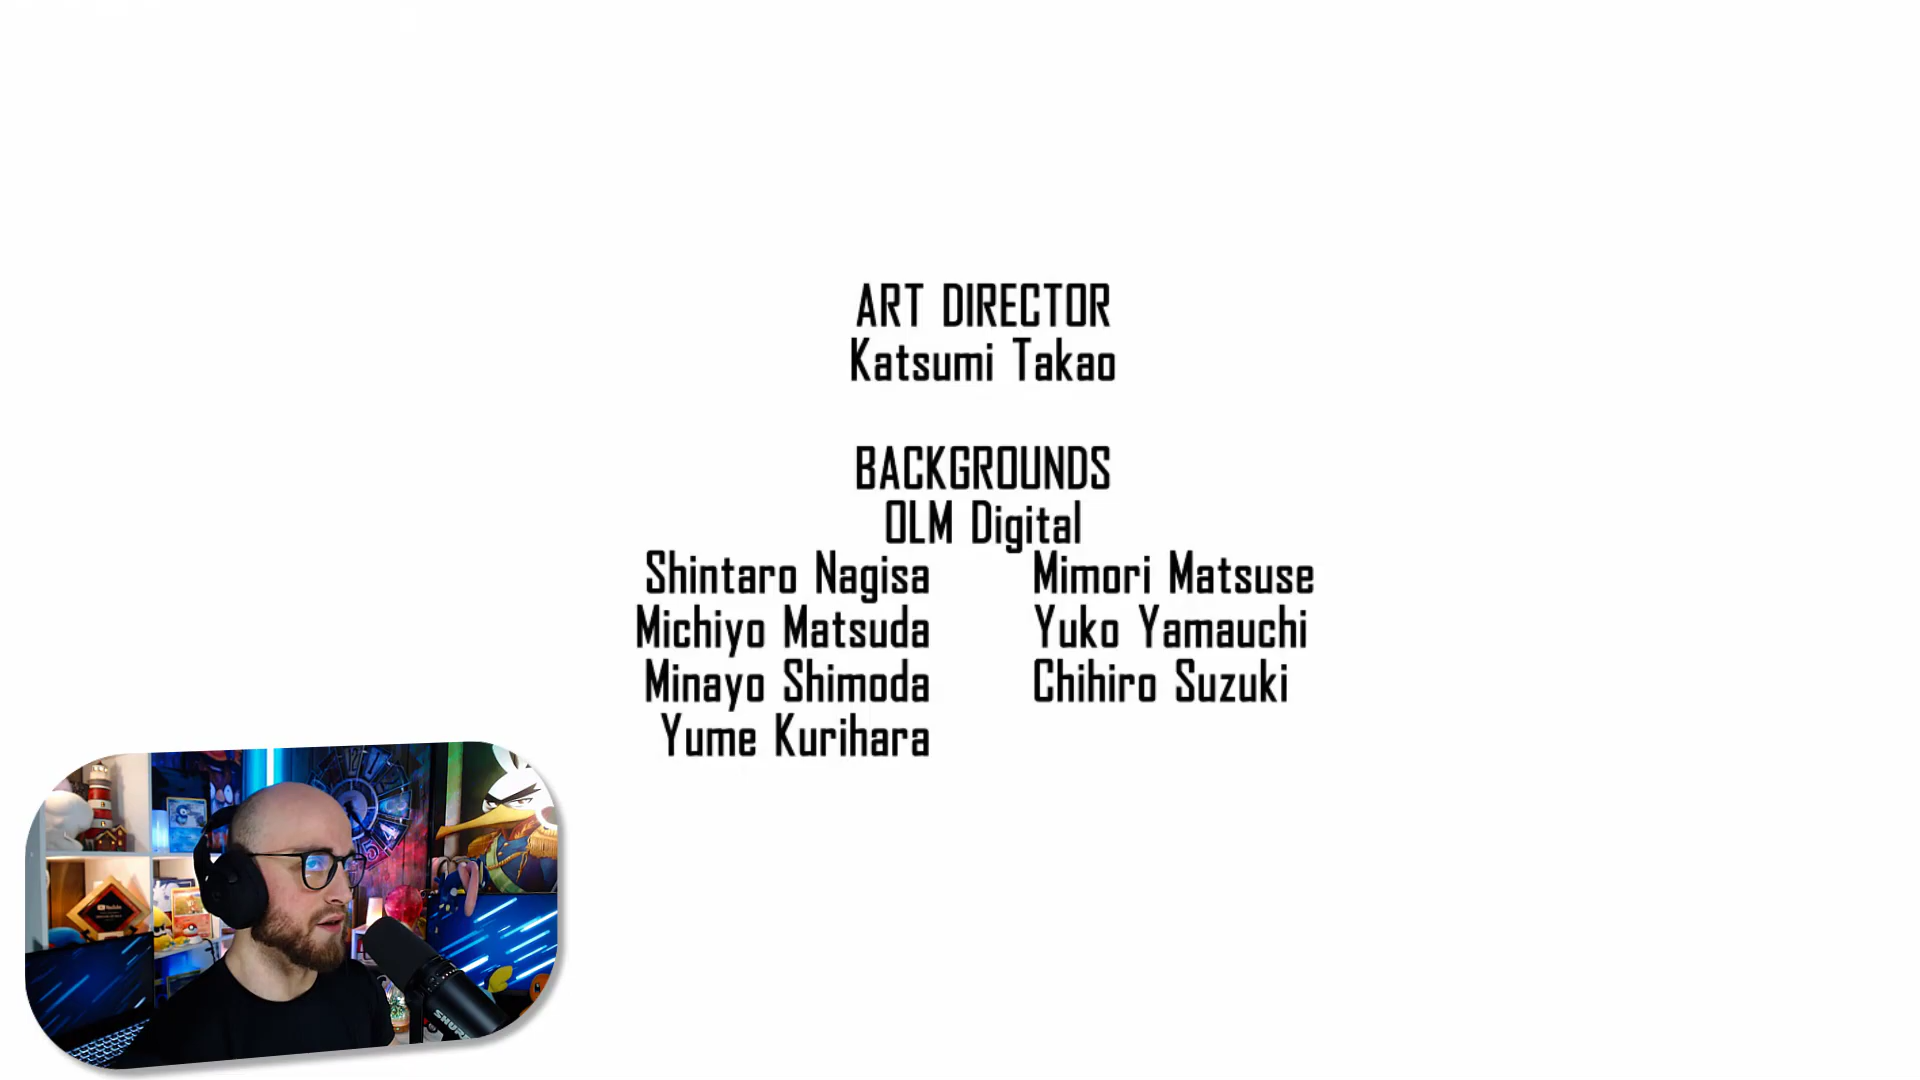 ART DIRECTOR
Katsumi Takao
BACKGROUNDS
OLM Digital
Shintaro Nagisa Mimori Matsuse
Michiyo Matsuda Yuko Yamauchi
Minayo Shimoda Chihiro Suzuki
Yume Kurihara
SHURE